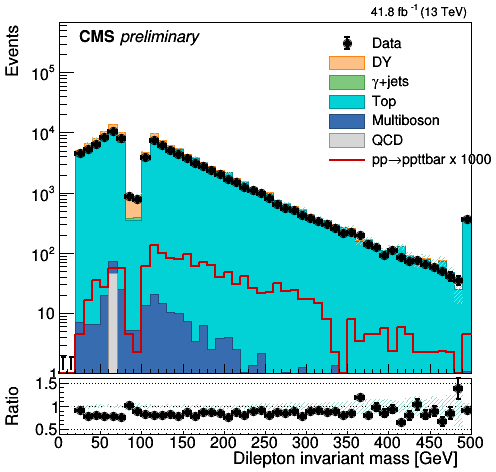 41.8 fb⁻¹ (13 TeV)
CMS preliminary
Events
Data
DY
γ+jets
Top
Multiboson
QCD
pp→ppttbar x 1000
10⁵
10⁴
10³
10²
10
1
Ratio
1.5
1
0.5
0 50 100 150 200 250 300 350 400 450 500
Dilepton invariant mass [GeV]